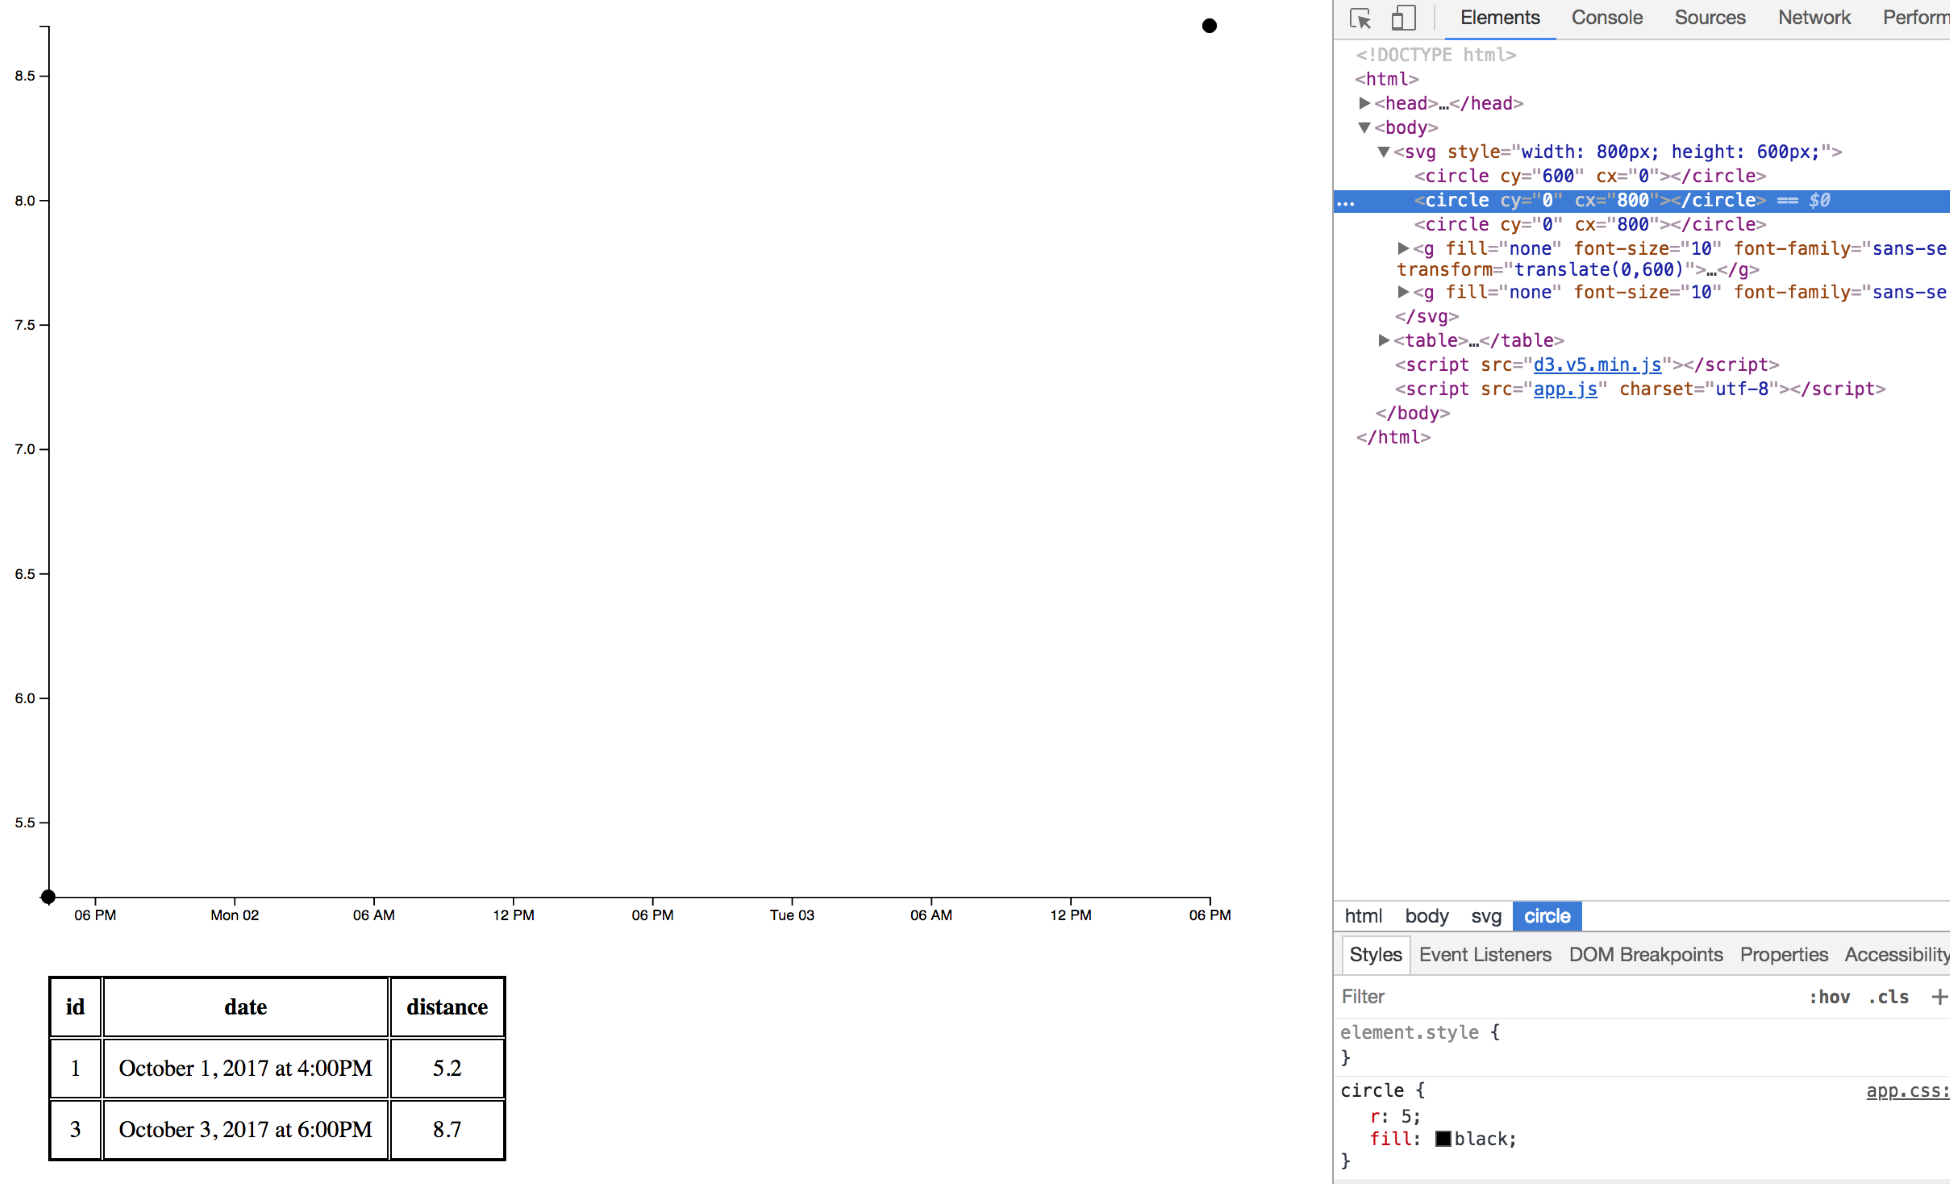 8.5
8.0
7.5
7.0
6.5
6.0
5.5
06 PM Mon 02 06 AM 12 PM 06 PM Tue 03 06 AM 12 PM 06 PM
id date distance
1 October 1, 2017 at 4:00PM 5.2
3 October 3, 2017 at 6:00PM 8.7
Elements Console Sources Network Perform
<!DOCTYPE html>
<html>
<head>…</head>
<body>
<svg style="width: 800px; height: 600px;">
<circle cy="600" cx="0"></circle>
… <circle cy="0" cx="800"></circle> == $0
<circle cy="0" cx="800"></circle>
<g fill="none" font-size="10" font-family="sans-se
transform="translate(0,600)">…</g>
<g fill="none" font-size="10" font-family="sans-se
</svg>
<table>…</table>
<script src="d3.v5.min.js"></script>
<script src="app.js" charset="utf-8"></script>
</body>
</html>
html body svg circle
Styles Event Listeners DOM Breakpoints Properties Accessibility
Filter :hov .cls +
element.style {
}
circle { app.css:
r: 5;
fill: black;
}